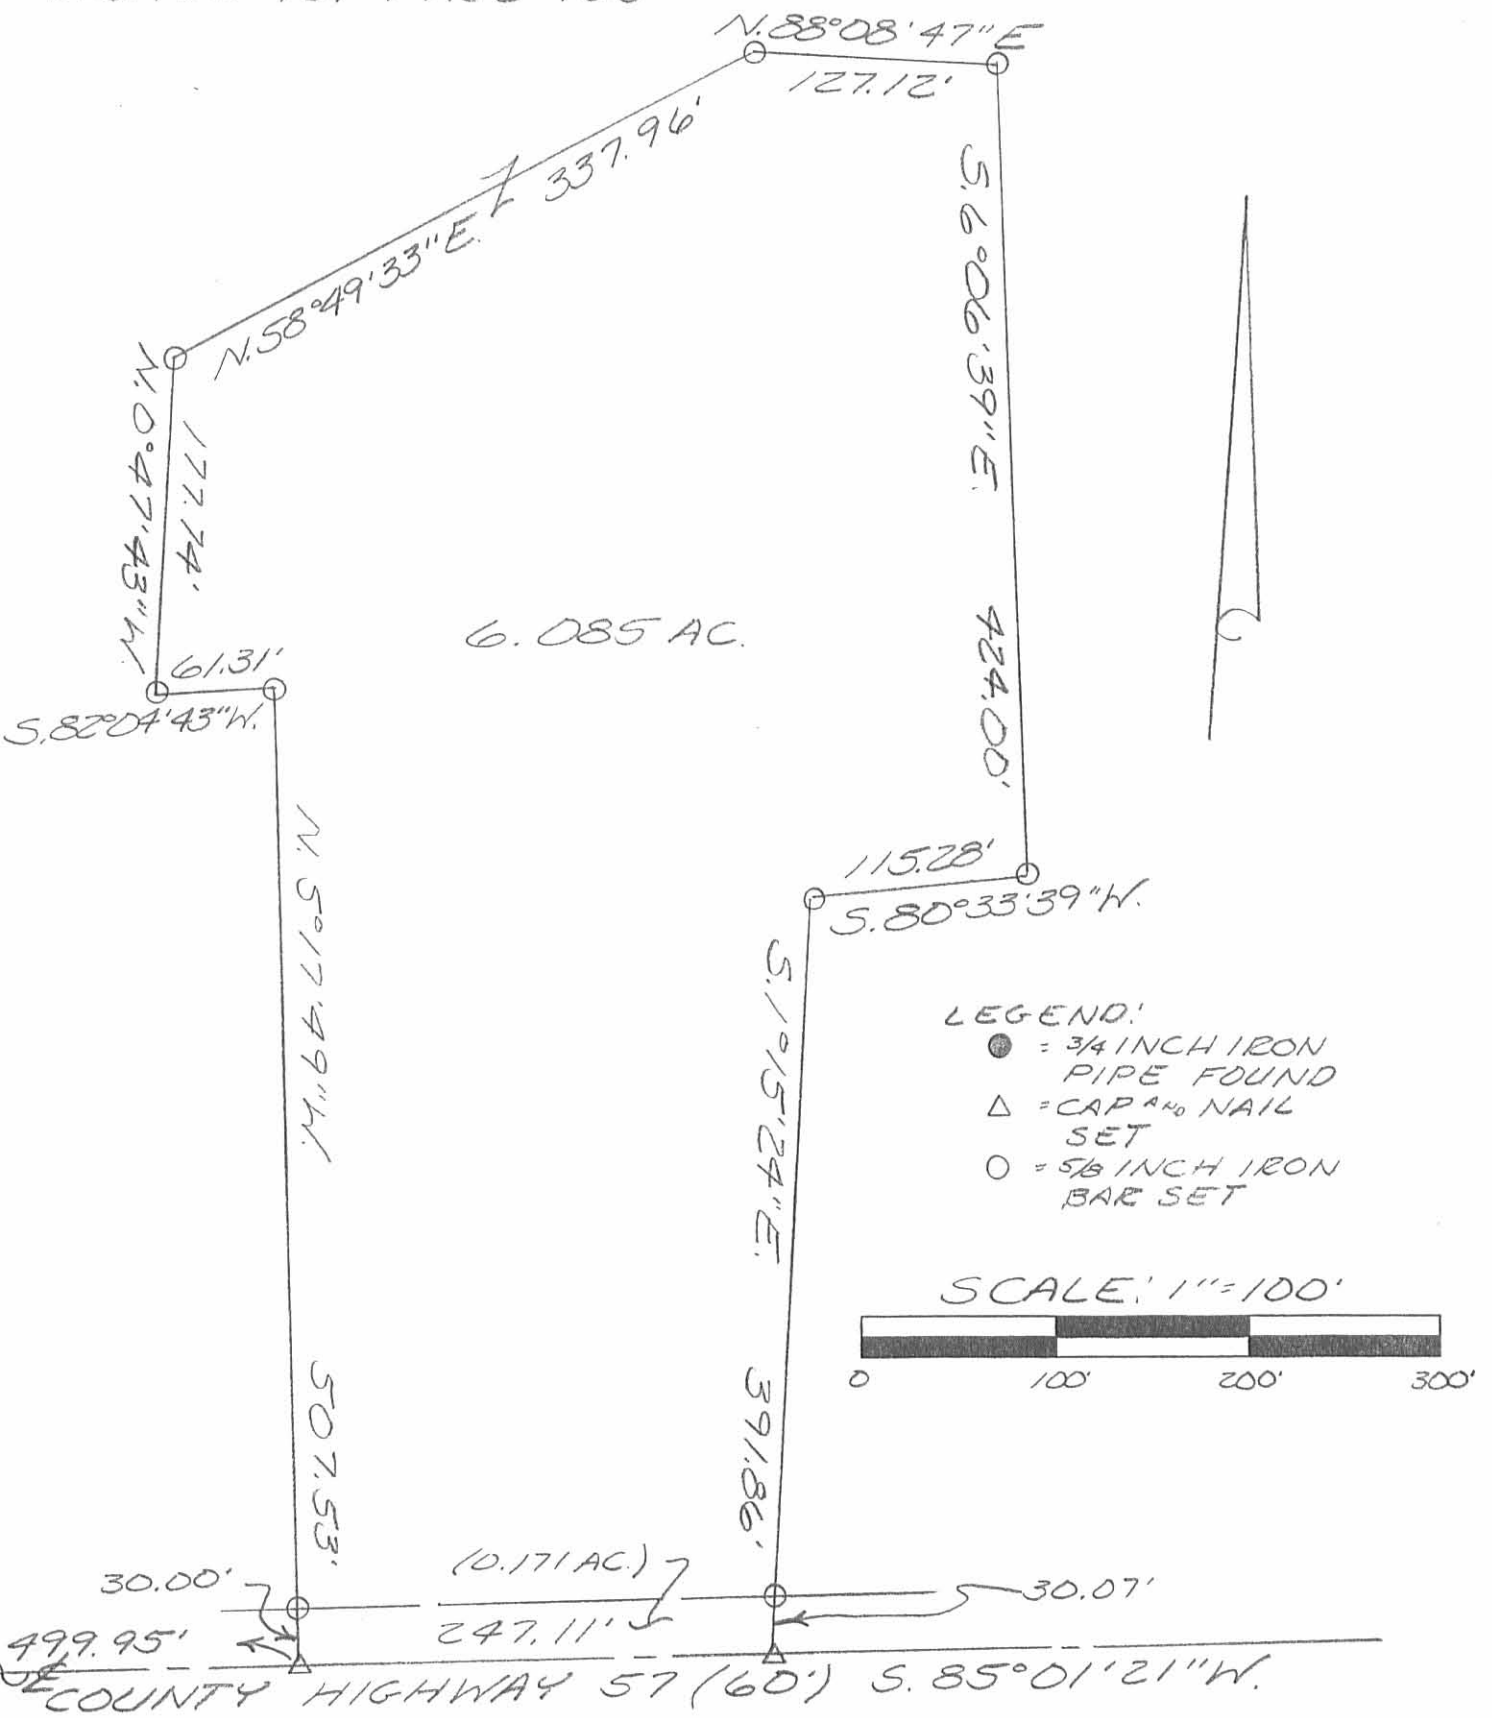 N. 88°08'47" E
127.12'
337.96'
N. 58°49'33" E.
S. 6°06'39" E.
424.00'
N. 0°47'43" W.
177.74'
6.085 AC.
61.31'
S. 82°04'43" W.
N. 5°17'49" W.
507.53'
115.28'
S. 80°33'39" W.
S. 1°15'24" E.
391.86'
LEGEND:
● = 3/4 INCH IRON
PIPE FOUND
△ = CAP AND NAIL
SET
○ = 5/8 INCH IRON
BAR SET
SCALE: 1"=100'
0 100' 200' 300'
30.00'
(0.171 AC.)
30.07'
499.95'
247.11'
COUNTY HIGHWAY 57 (60') S. 85°01'21" W.